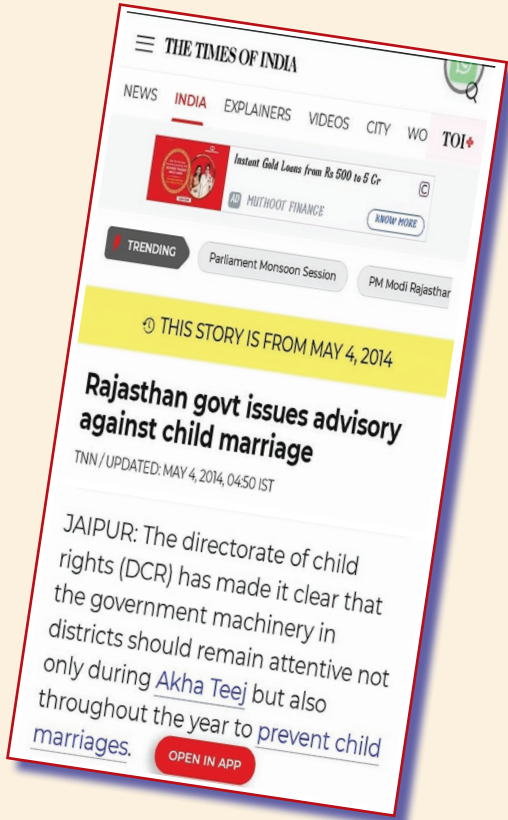 THE TIMES OF INDIA
NEWS INDIA EXPLAINERS VIDEOS CITY WO TOI+
Instant Gold Loans from Rs 500 to 5 Cr
AD MUTHOOT FINANCE
KNOW MORE
TRENDING Parliament Monsoon Session PM Modi Rajasthan
THIS STORY IS FROM MAY 4, 2014
Rajasthan govt issues advisory
against child marriage
TNN / UPDATED: MAY 4, 2014, 04:50 IST
JAIPUR: The directorate of child
rights (DCR) has made it clear that
the government machinery in
districts should remain attentive not
only during Akha Teej but also
throughout the year to prevent child
marriages.
OPEN IN APP